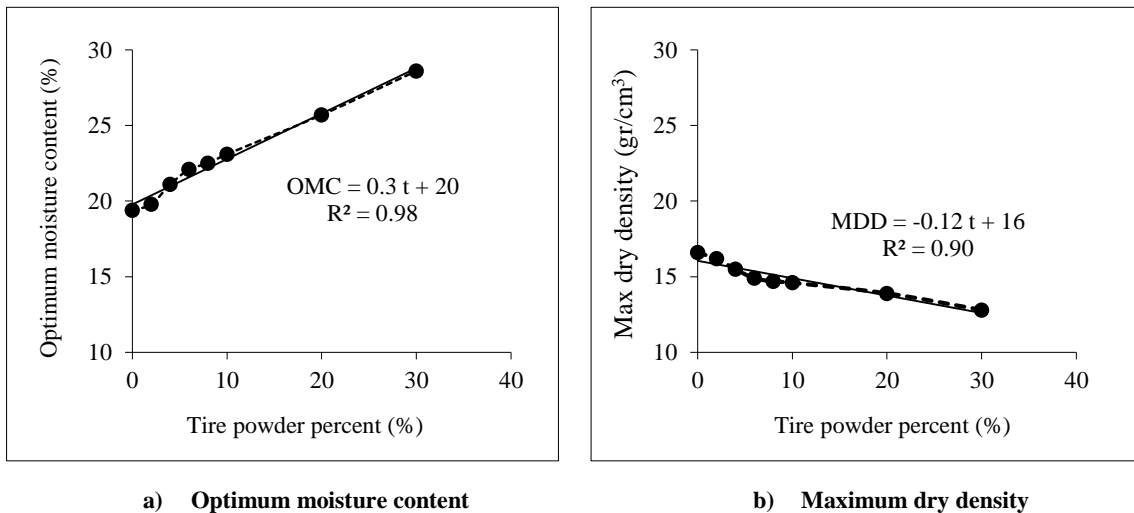 30
25
20
15
10
0
10
20
30
40
Optimum moisture content (%)
Tire powder percent (%)
OMC = 0.3 t + 20
R² = 0.98
30
25
20
15
10
0
10
20
30
40
Max dry density (gr/cm³)
Tire powder percent (%)
MDD = -0.12 t + 16
R² = 0.90
a) Optimum moisture content
b) Maximum dry density